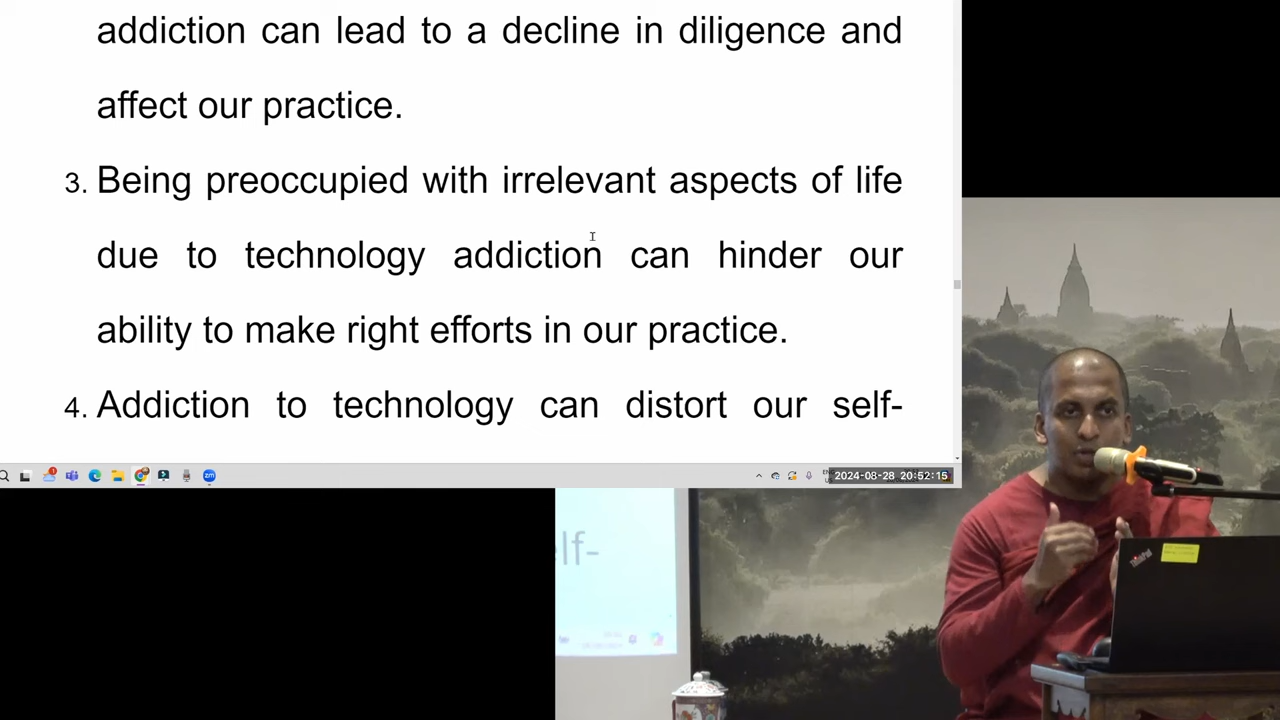 addiction can lead to a decline in diligence and
affect our practice.
3. Being preoccupied with irrelevant aspects of life
due to technology addiction can hinder our
ability to make right efforts in our practice.
4. Addiction to technology can distort our self-
2024-08-28 20:52:15
elf-
ThinkPad